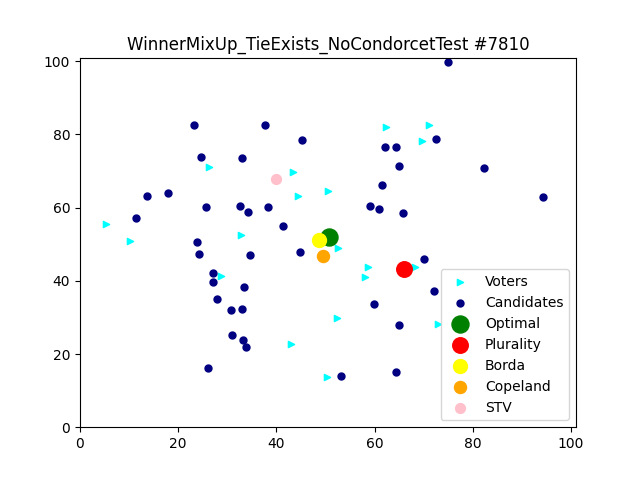 WinnerMixUp_TieExists_NoCondorcetTest #7810
100
80
60
40
20
0
0
20
40
60
80
100
Voters
Candidates
Optimal
Plurality
Borda
Copeland
STV